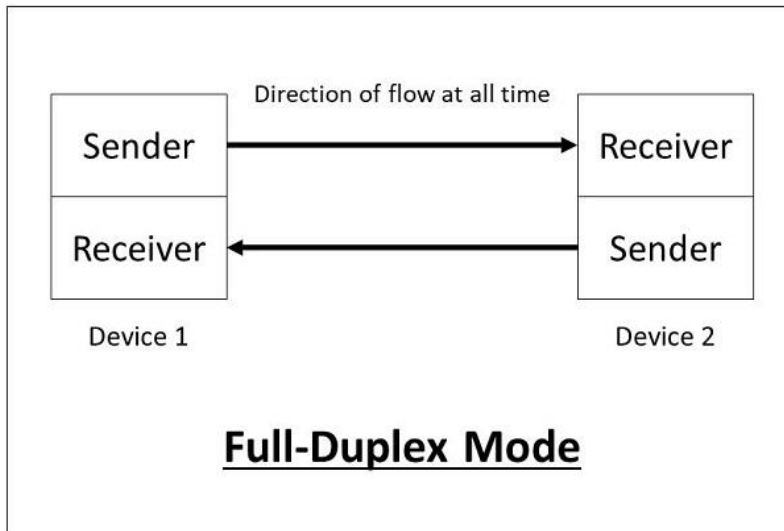 Direction of flow at all time
Sender
Receiver
Receiver
Sender
Device 1
Device 2
Full-Duplex Mode